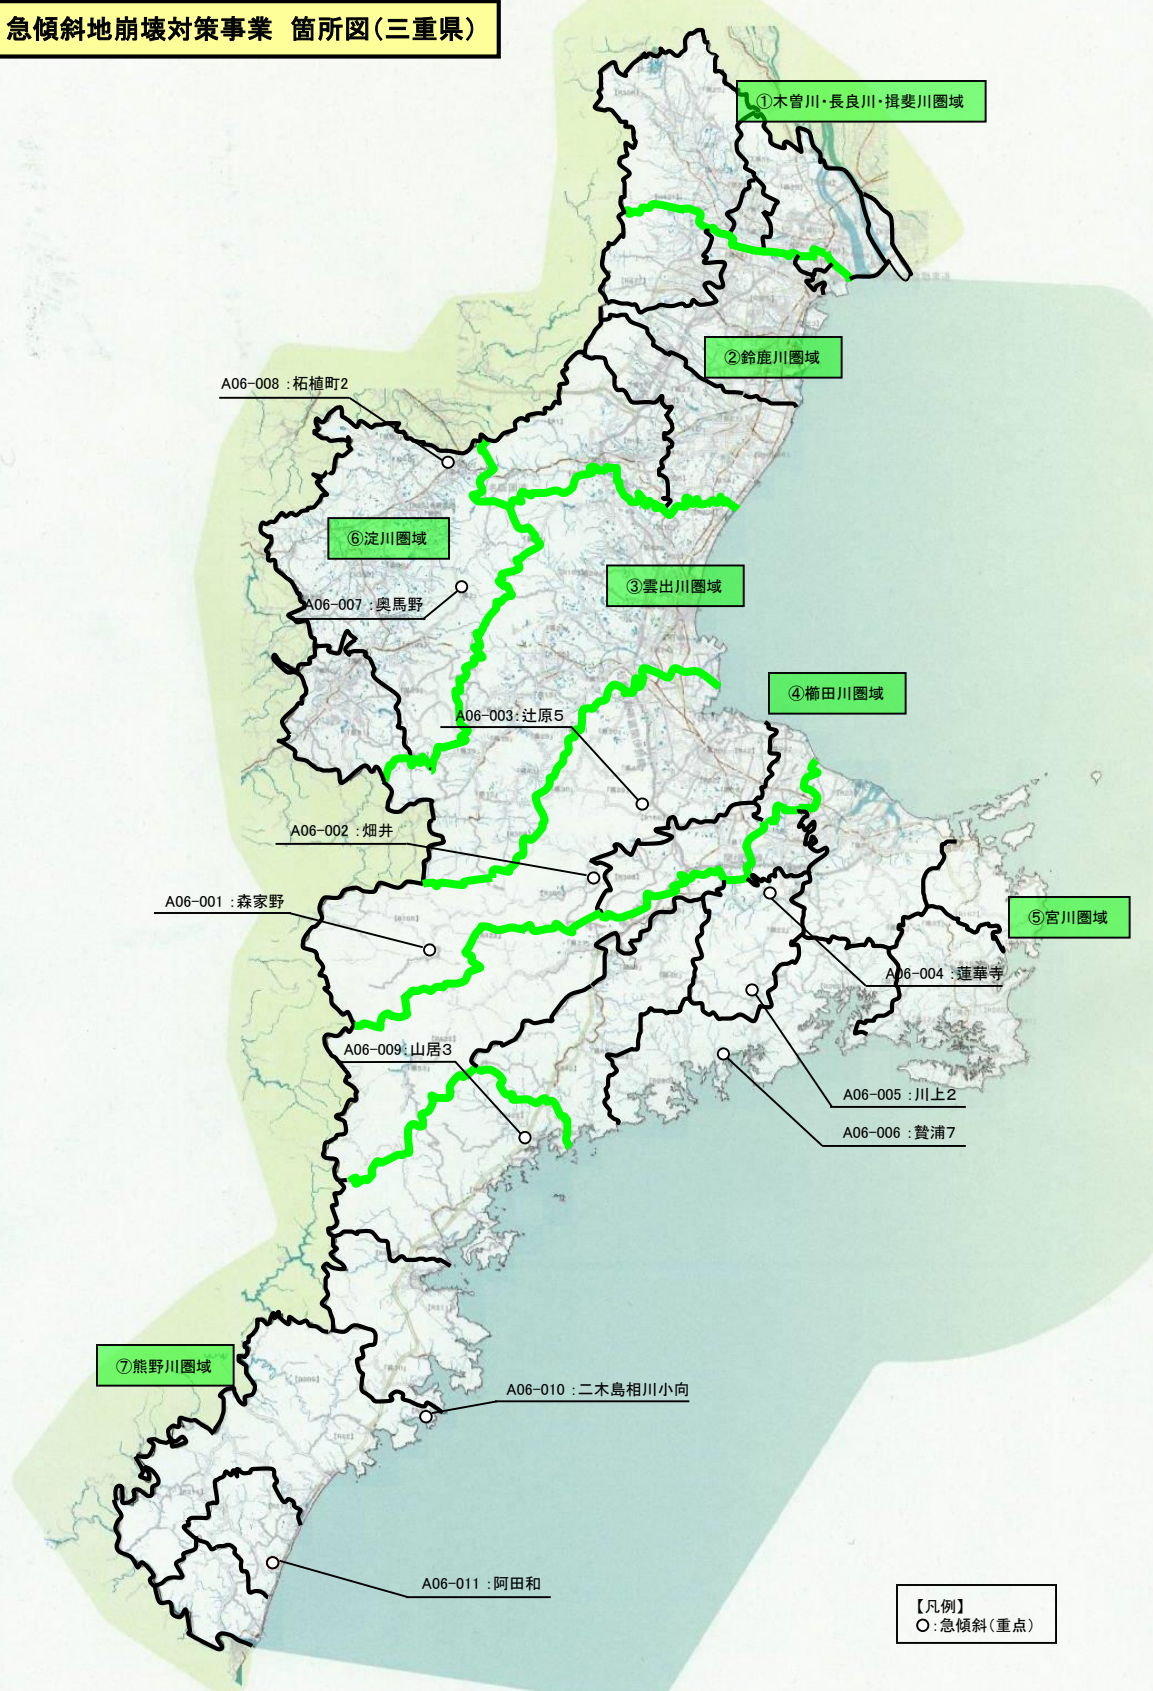 急傾斜地崩壊対策事業 箇所図(三重県)
①木曽川・長良川・揖斐川圏域
②鈴鹿川圏域
A06-008 :柘植町2
⑥淀川圏域
③雲出川圏域
A06-007 :奥馬野
④櫛田川圏域
A06-003:辻原5
A06-002 :畑井
A06-001 :森家野
⑤宮川圏域
A06-004 :蓮華寺
A06-009:山居3
A06-005 :川上2
A06-006 :贄浦7
⑦熊野川圏域
A06-010 :二木島相川小向
A06-011 :阿田和
【凡例】
○:急傾斜(重点)